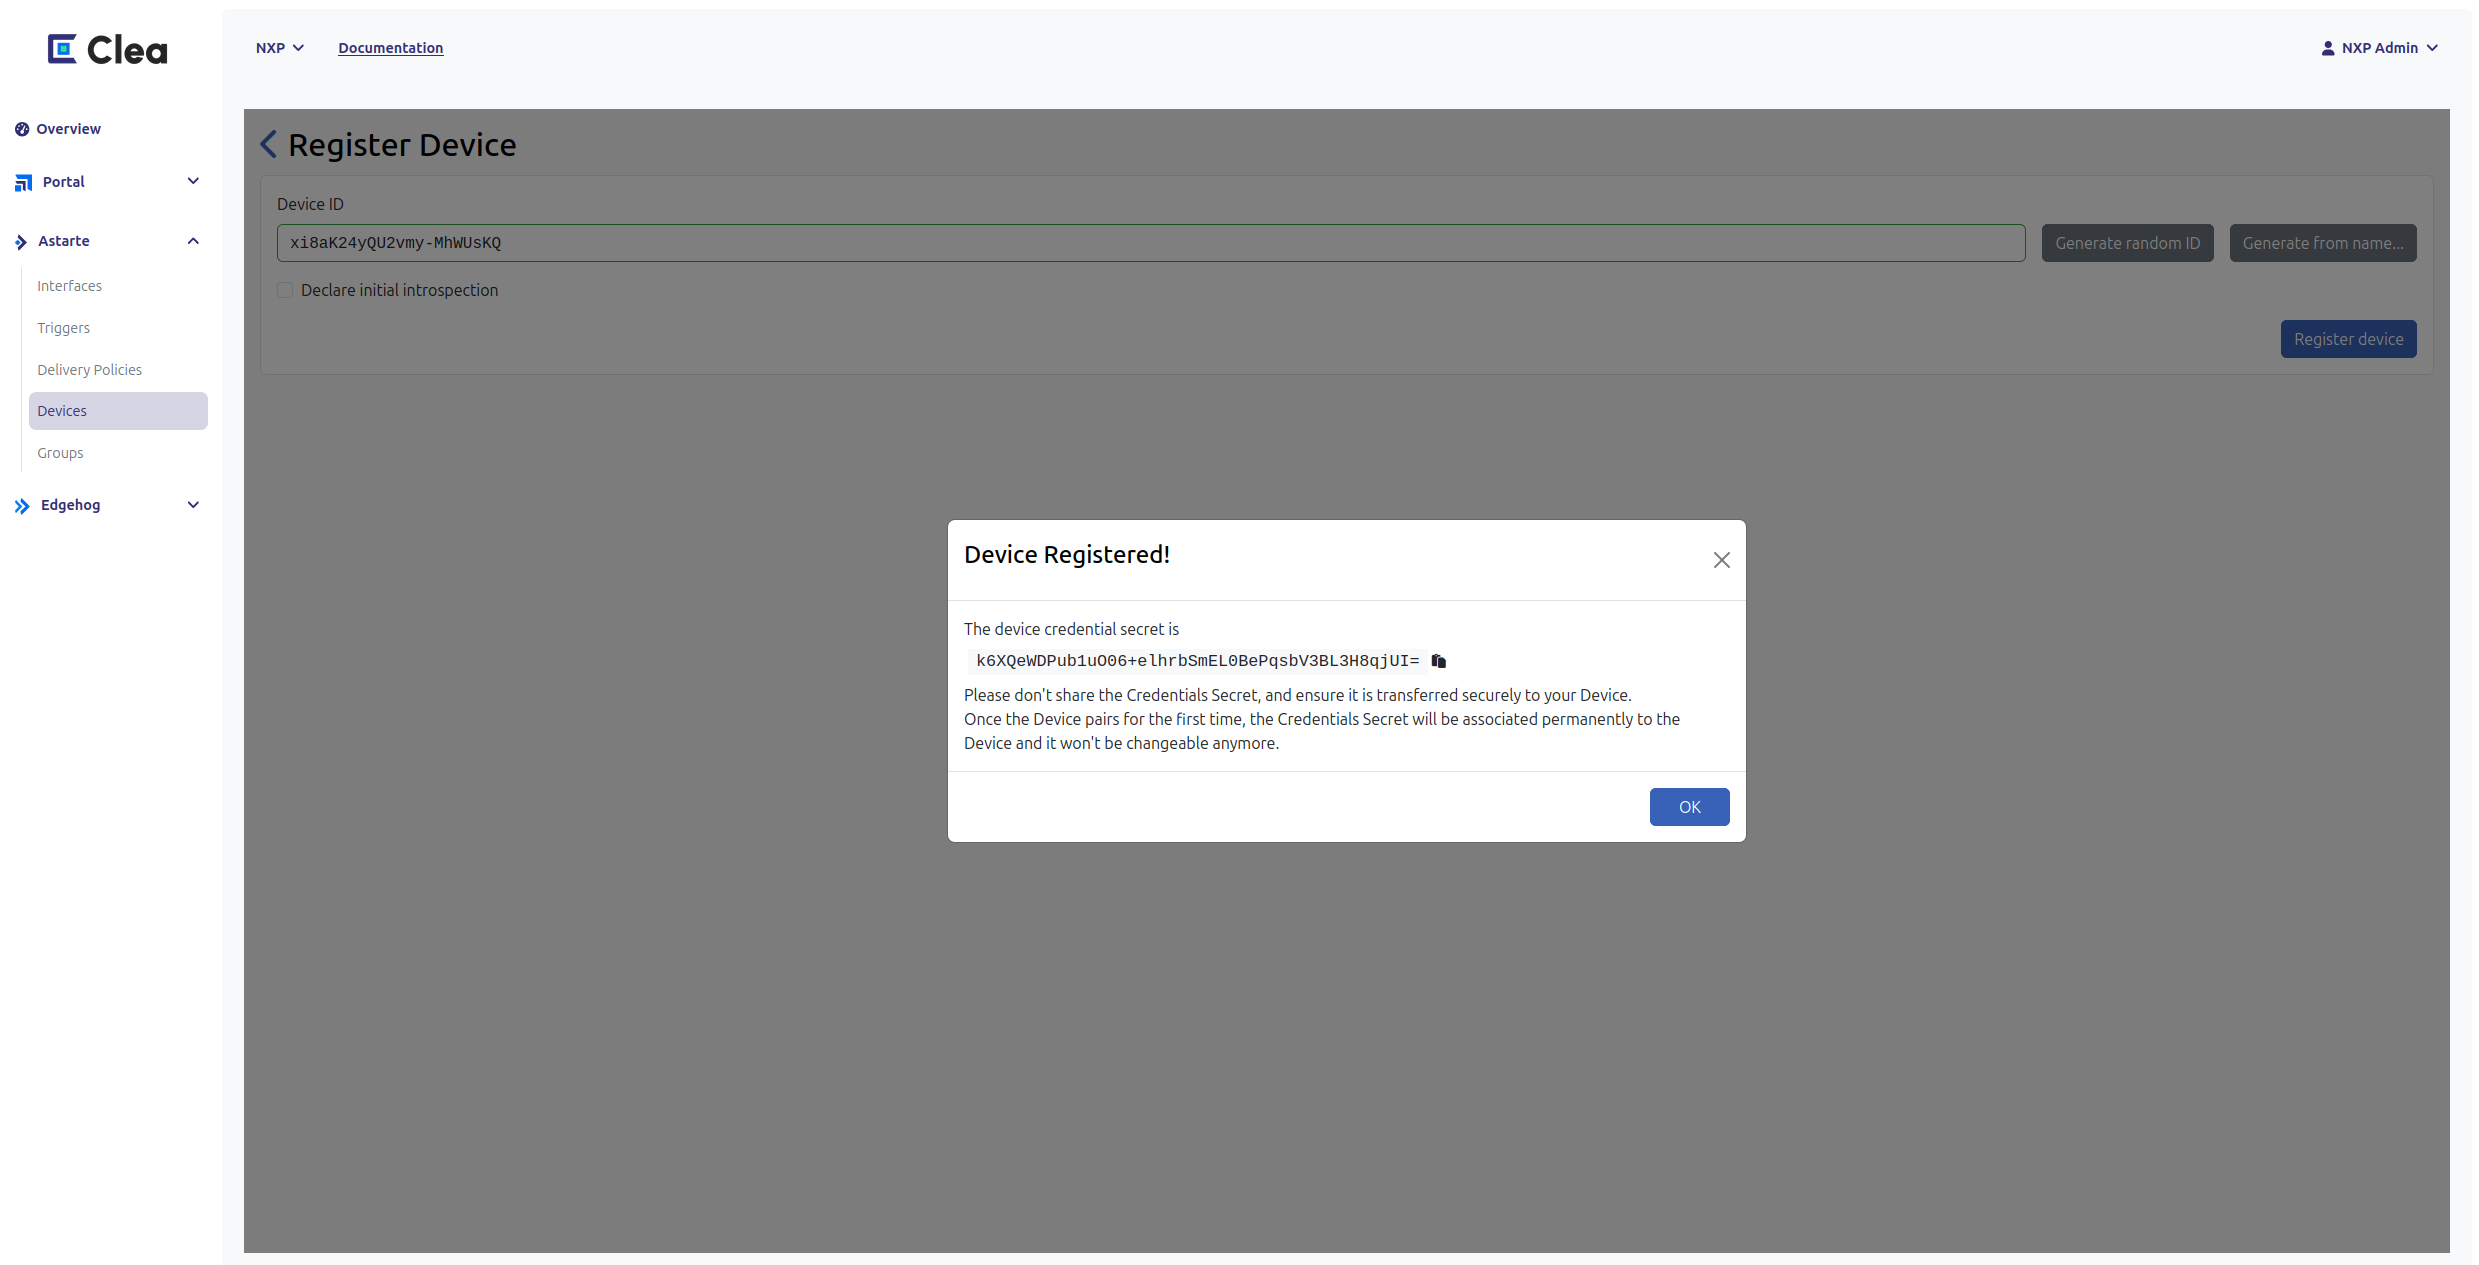 Clea
NXP
Documentation
NXP Admin
Overview
Portal
Astarte
Interfaces
Triggers
Delivery Policies
Devices
Groups
Edgehog
Register Device
Device ID
xi8aK24yQU2vmy-MhWUsKQ
Generate random ID
Generate from name...
Declare initial introspection
Register device
Device Registered!
The device credential secret is
k6XQeWDPub1uO06+elhrbSmEL0BePqsbV3BL3H8qjUI=
Please don't share the Credentials Secret, and ensure it is transferred securely to your Device.
Once the Device pairs for the first time, the Credentials Secret will be associated permanently to the
Device and it won't be changeable anymore.
OK